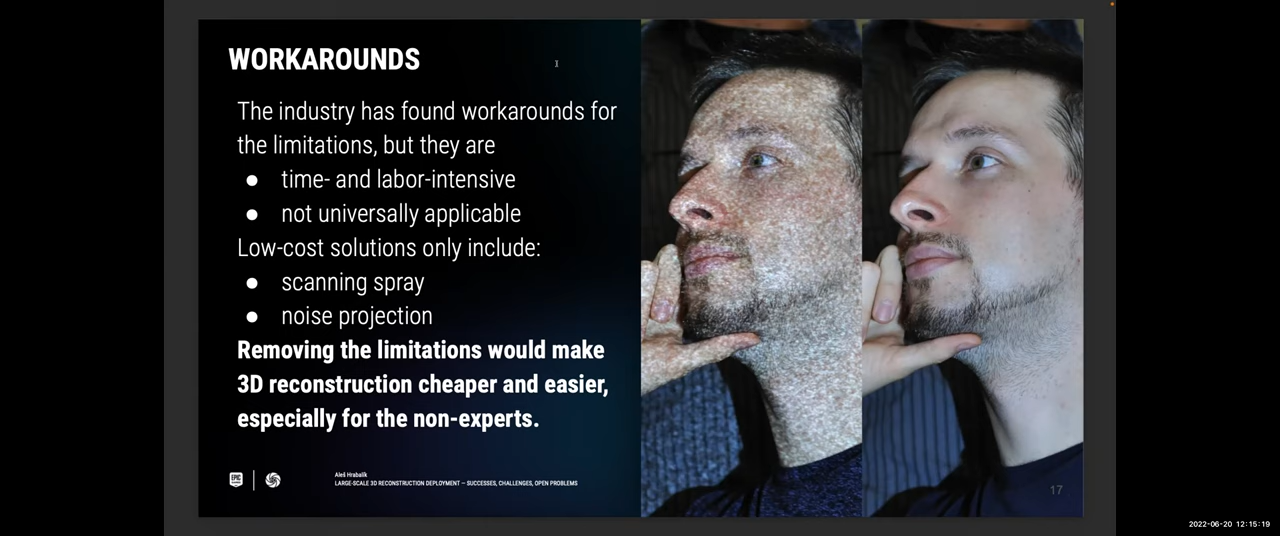 WORKAROUNDS
The industry has found workarounds for
the limitations, but they are
● time- and labor-intensive
● not universally applicable
Low-cost solutions only include:
● scanning spray
● noise projection
Removing the limitations would make
3D reconstruction cheaper and easier,
especially for the non-experts.
EPIC
Aleš Hrabalík
LARGE-SCALE 3D RECONSTRUCTION DEPLOYMENT – SUCCESSES, CHALLENGES, OPEN PROBLEMS
17
2022-06-20 12:15:19